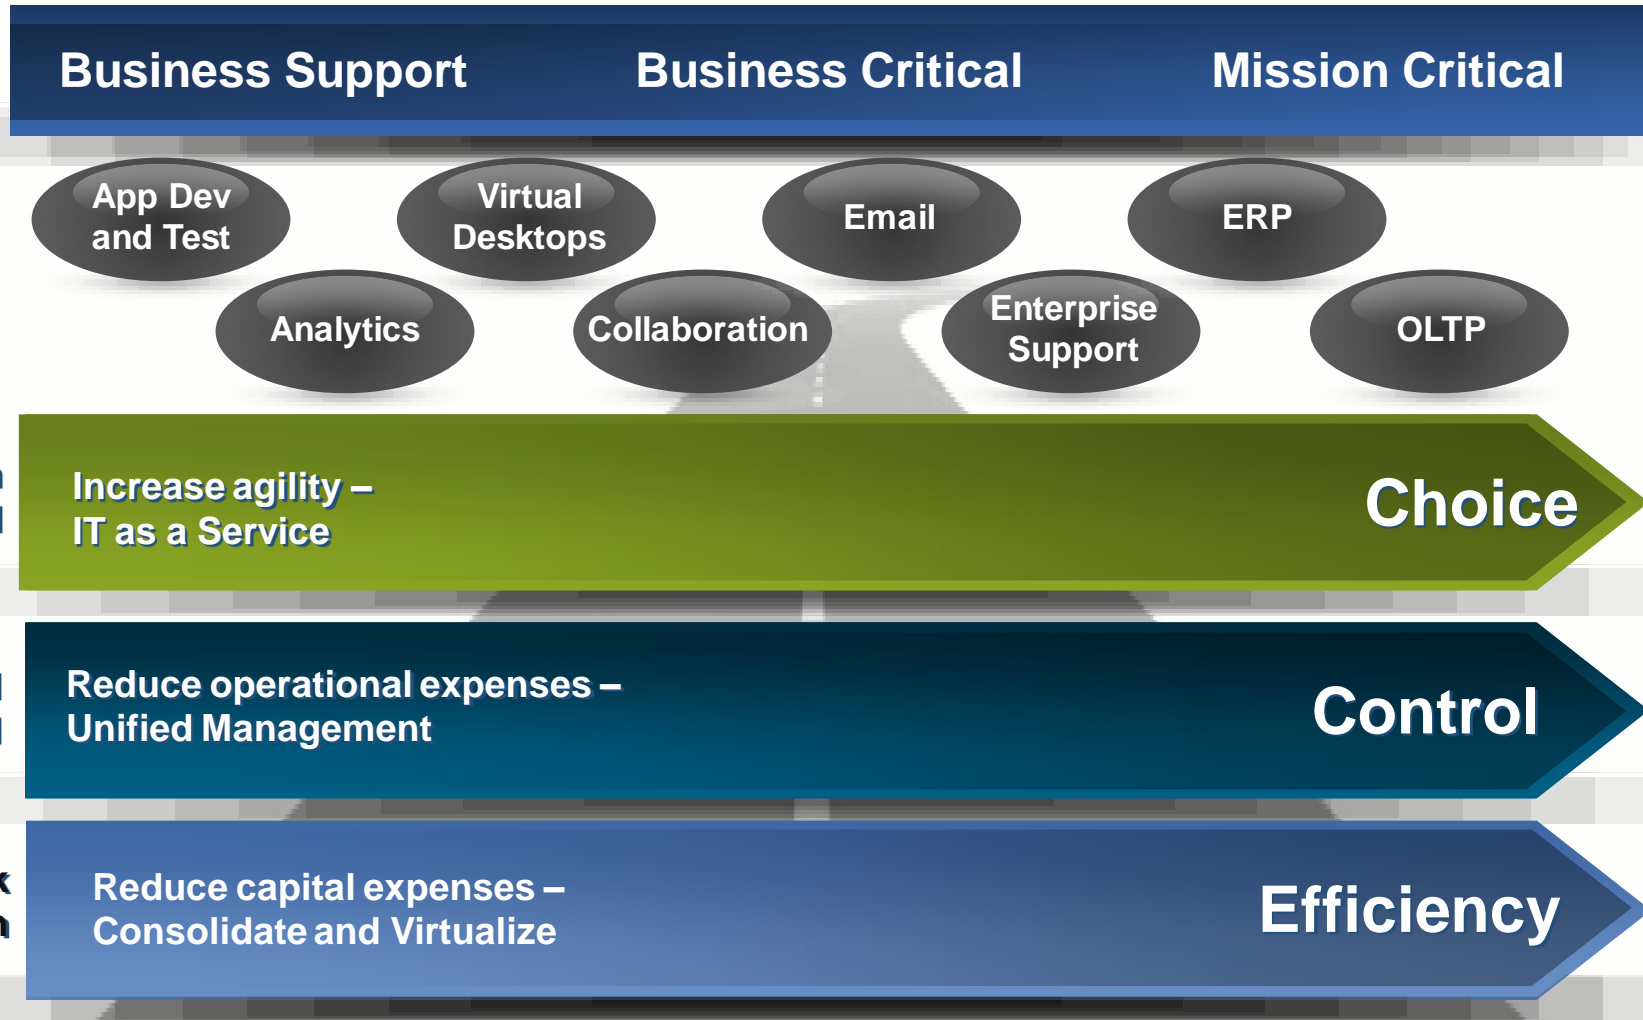 Business Support Business Critical Mission Critical
App Dev
and Test
Virtual
Desktops
Email
ERP
Analytics
Collaboration
Enterprise
Support
OLTP
Increase agility –
IT as a Service
Choice
Reduce operational expenses –
Unified Management
Control
Reduce capital expenses –
Consolidate and Virtualize
Efficiency